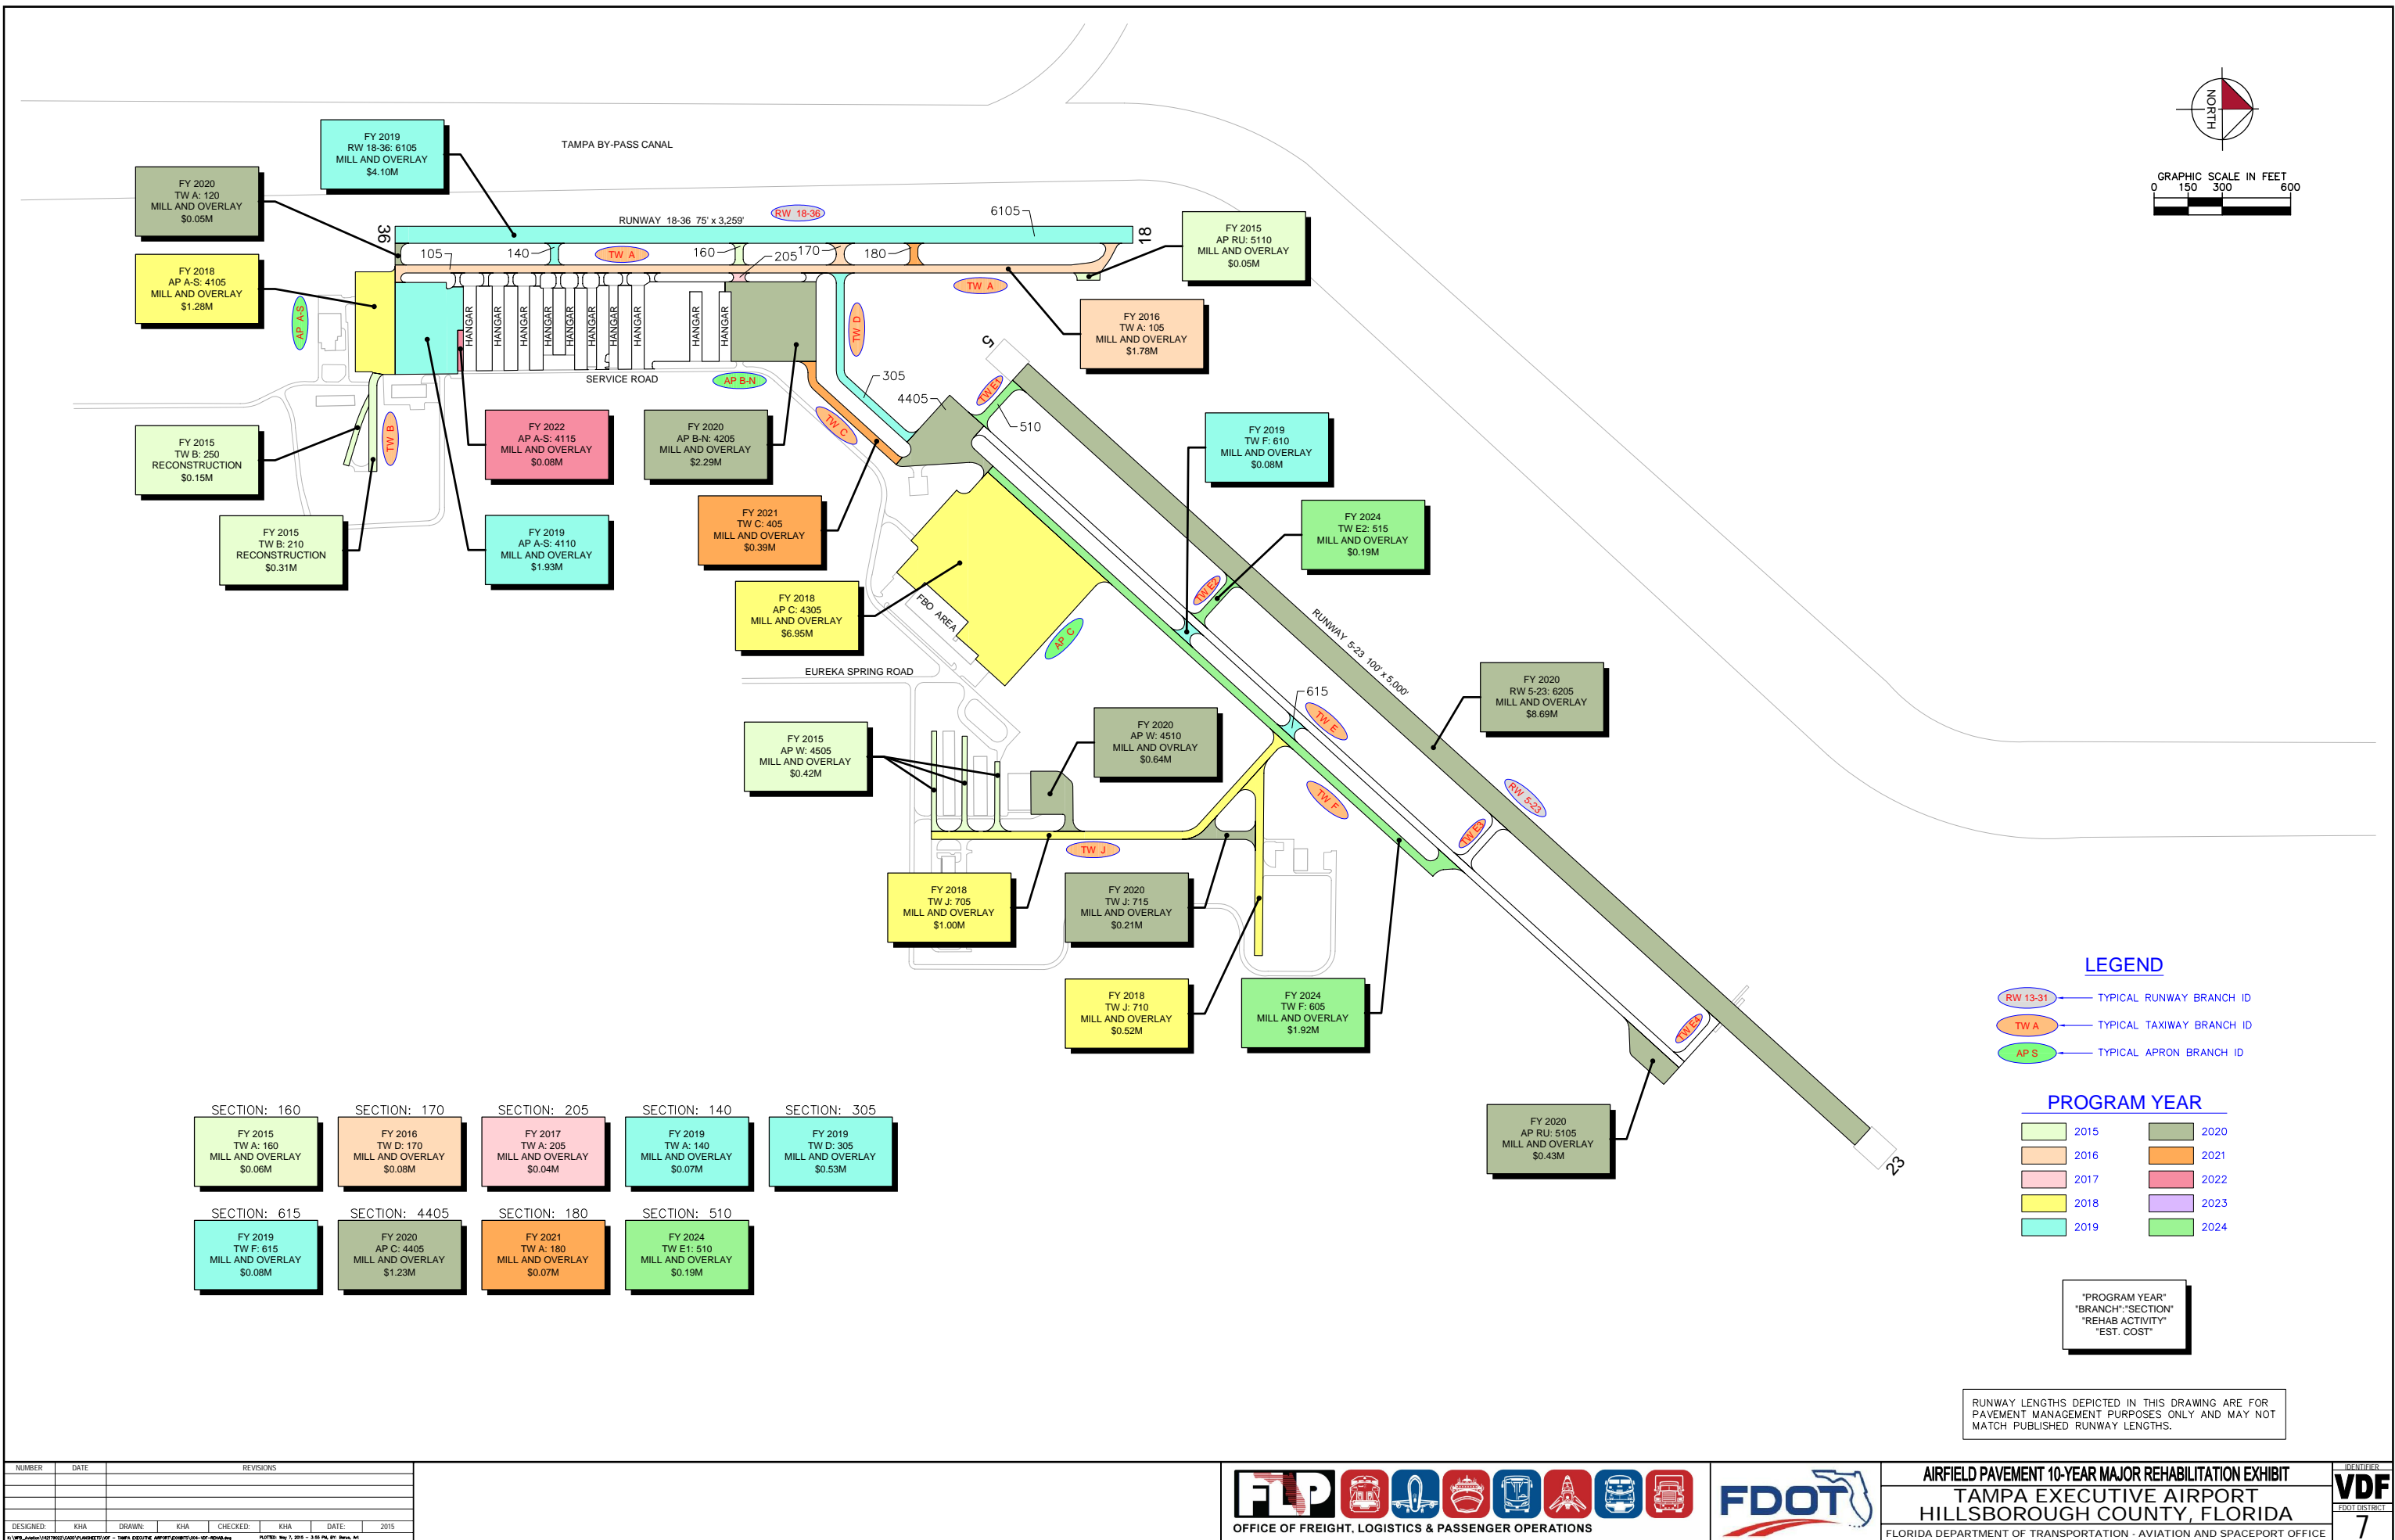 TAMPA BY-PASS CANAL
NORTH
GRAPHIC SCALE IN FEET
0 150 300 600
FY 2019
RW 18-36: 6105
MILL AND OVERLAY
$4.10M
FY 2020
TW A: 120
MILL AND OVERLAY
$0.05M
FY 2018
AP A-S: 4105
MILL AND OVERLAY
$1.28M
36
RUNWAY 18-36 75' x 3,259'
RW 18-36
6105
18
105
140
TW A
160
205
170
180
TW A
FY 2015
AP RU: 5110
MILL AND OVERLAY
$0.05M
FY 2016
TW A: 105
MILL AND OVERLAY
$1.78M
AP A-S
HANGAR
HANGAR
HANGAR
HANGAR
HANGAR
HANGAR
HANGAR
HANGAR
HANGAR
HANGAR
SERVICE ROAD
AP B-N
TW D
TW C
305
4405
5
TW E1
510
TW B
FY 2015
TW B: 250
RECONSTRUCTION
$0.15M
FY 2015
TW B: 210
RECONSTRUCTION
$0.31M
FY 2022
AP A-S: 4115
MILL AND OVERLAY
$0.08M
FY 2019
AP A-S: 4110
MILL AND OVERLAY
$1.93M
FY 2020
AP B-N: 4205
MILL AND OVERLAY
$2.29M
FY 2021
TW C: 405
MILL AND OVERLAY
$0.39M
FY 2018
AP C: 4305
MILL AND OVERLAY
$6.95M
FY 2019
TW F: 610
MILL AND OVERLAY
$0.08M
FY 2024
TW E2: 515
MILL AND OVERLAY
$0.19M
TW E2
FBO AREA
AP C
RUNWAY 5-23 100' x 5,000'
EUREKA SPRING ROAD
615
TW E
FY 2020
RW 5-23: 6205
MILL AND OVERLAY
$8.69M
FY 2015
AP W: 4505
MILL AND OVERLAY
$0.42M
FY 2020
AP W: 4510
MILL AND OVRLAY
$0.64M
TW F
RW 5-23
TW E3
TW J
FY 2018
TW J: 705
MILL AND OVERLAY
$1.00M
FY 2020
TW J: 715
MILL AND OVERLAY
$0.21M
FY 2018
TW J: 710
MILL AND OVERLAY
$0.52M
FY 2024
TW F: 605
MILL AND OVERLAY
$1.92M
TW E4
FY 2020
AP RU: 5105
MILL AND OVERLAY
$0.43M
23
LEGEND
RW 13-31 TYPICAL RUNWAY BRANCH ID
TW A TYPICAL TAXIWAY BRANCH ID
AP S TYPICAL APRON BRANCH ID
PROGRAM YEAR
2015 2020
2016 2021
2017 2022
2018 2023
2019 2024
"PROGRAM YEAR"
"BRANCH":"SECTION"
"REHAB ACTIVITY"
"EST. COST"
SECTION: 160
FY 2015
TW A: 160
MILL AND OVERLAY
$0.06M
SECTION: 170
FY 2016
TW D: 170
MILL AND OVERLAY
$0.08M
SECTION: 205
FY 2017
TW A: 205
MILL AND OVERLAY
$0.04M
SECTION: 140
FY 2019
TW A: 140
MILL AND OVERLAY
$0.07M
SECTION: 305
FY 2019
TW D: 305
MILL AND OVERLAY
$0.53M
SECTION: 615
FY 2019
TW F: 615
MILL AND OVERLAY
$0.08M
SECTION: 4405
FY 2020
AP C: 4405
MILL AND OVERLAY
$1.23M
SECTION: 180
FY 2021
TW A: 180
MILL AND OVERLAY
$0.07M
SECTION: 510
FY 2024
TW E1: 510
MILL AND OVERLAY
$0.19M
RUNWAY LENGTHS DEPICTED IN THIS DRAWING ARE FOR
PAVEMENT MANAGEMENT PURPOSES ONLY AND MAY NOT
MATCH PUBLISHED RUNWAY LENGTHS.
NUMBER DATE REVISIONS
DESIGNED: KHA DRAWN: KHA CHECKED: KHA DATE: 2015
FLP
OFFICE OF FREIGHT, LOGISTICS & PASSENGER OPERATIONS
FDOT
AIRFIELD PAVEMENT 10-YEAR MAJOR REHABILITATION EXHIBIT
TAMPA EXECUTIVE AIRPORT
HILLSBOROUGH COUNTY, FLORIDA
FLORIDA DEPARTMENT OF TRANSPORTATION - AVIATION AND SPACEPORT OFFICE
IDENTIFIER
VDF
FDOT DISTRICT
7